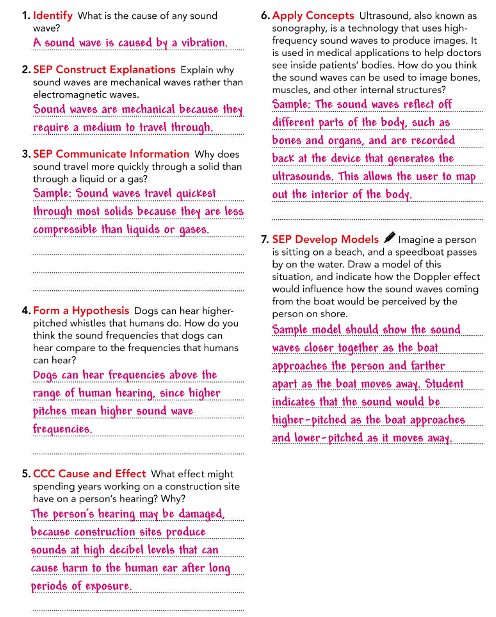 1. Identify What is the cause of any sound
wave?
A sound wave is caused by a vibration.
2. SEP Construct Explanations Explain why
sound waves are mechanical waves rather than
electromagnetic waves.
Sound waves are mechanical because they
require a medium to travel through.
3. SEP Communicate Information Why does
sound travel more quickly through a solid than
through a liquid or a gas?
Sample: Sound waves travel quickest
through most solids because they are less
compressible than liquids or gases.
4. Form a Hypothesis Dogs can hear higher-
pitched whistles that humans do. How do you
think the sound frequencies that dogs can
hear compare to the frequencies that humans
can hear?
Dogs can hear frequencies above the
range of human hearing, since higher
pitches mean higher sound wave
frequencies.
5. CCC Cause and Effect What effect might
spending years working on a construction site
have on a person's hearing? Why?
The person's hearing may be damaged,
because construction sites produce
sounds at high decibel levels that can
cause harm to the human ear after long
periods of exposure.
6. Apply Concepts Ultrasound, also known as
sonography, is a technology that uses high-
frequency sound waves to produce images. It
is used in medical applications to help doctors
see inside patients' bodies. How do you think
the sound waves can be used to image bones,
muscles, and other internal structures?
Sample: The sound waves reflect off
different parts of the body, such as
bones and organs, and are recorded
back at the device that generates the
ultrasounds. This allows the user to map
out the interior of the body.
7. SEP Develop Models Imagine a person
is sitting on a beach, and a speedboat passes
by on the water. Draw a model of this
situation, and indicate how the Doppler effect
would influence how the sound waves coming
from the boat would be perceived by the
person on shore.
Sample model should show the sound
waves closer together as the boat
approaches the person and farther
apart as the boat moves away. Student
indicates that the sound would be
higher-pitched as the boat approaches
and lower-pitched as it moves away.